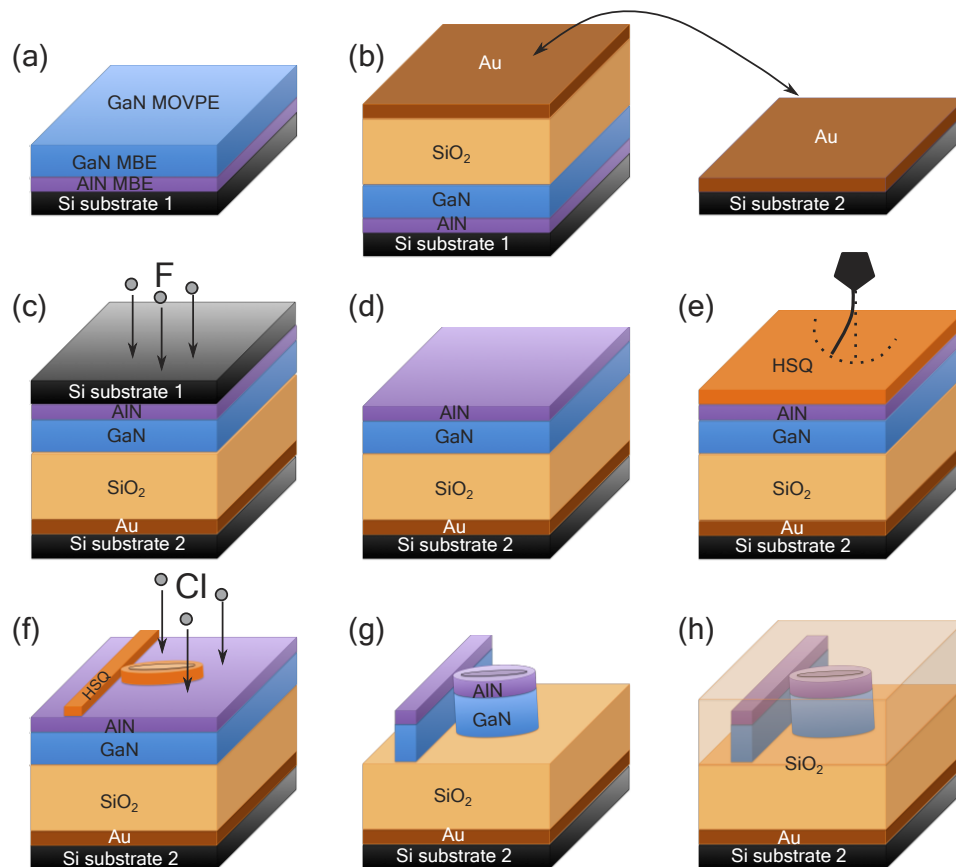 (a)
GaN MOVPE
GaN MBE
AlN MBE
Si substrate 1
(b)
Au
SiO₂
GaN
AlN
Si substrate 1
Au
Si substrate 2
(c)
F
Si substrate 1
AlN
GaN
SiO₂
Au
Si substrate 2
(d)
AlN
GaN
SiO₂
Au
Si substrate 2
(e)
HSQ
AlN
GaN
SiO₂
Au
Si substrate 2
(f)
Cl
HSQ
AlN
GaN
SiO₂
Au
Si substrate 2
(g)
AlN
GaN
SiO₂
Au
Si substrate 2
(h)
SiO₂
Au
Si substrate 2